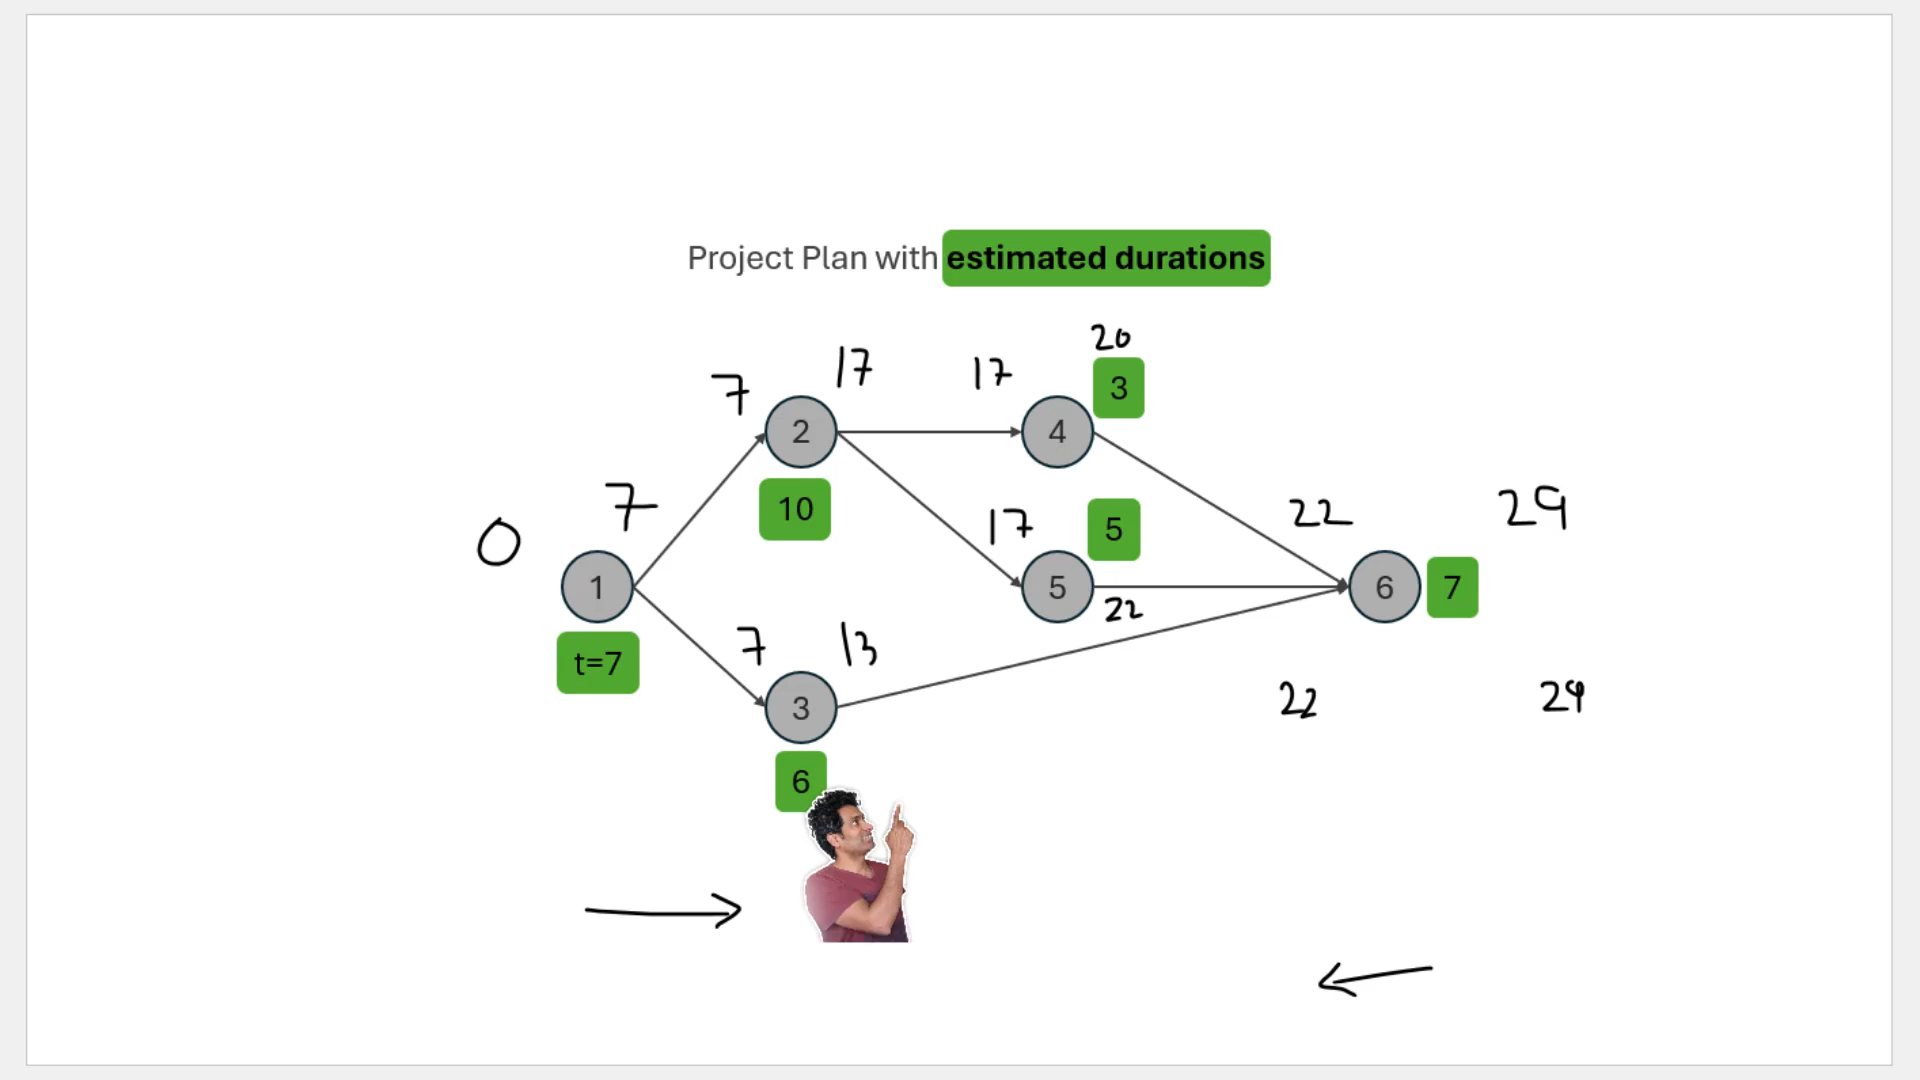 Project Plan with estimated durations
20
7 17 17 3
2 4
7 10 17 5 22 29
0
1 5 6 7
22
t=7 7 13
3 22 29
6